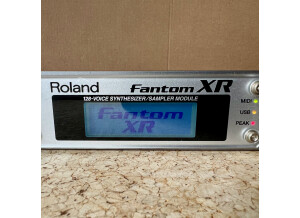 Roland Fantom XR
128-VOICE SYNTHESIZER/SAMPLER MODULE
MIDI
USB
PEAK
Fantom
XR